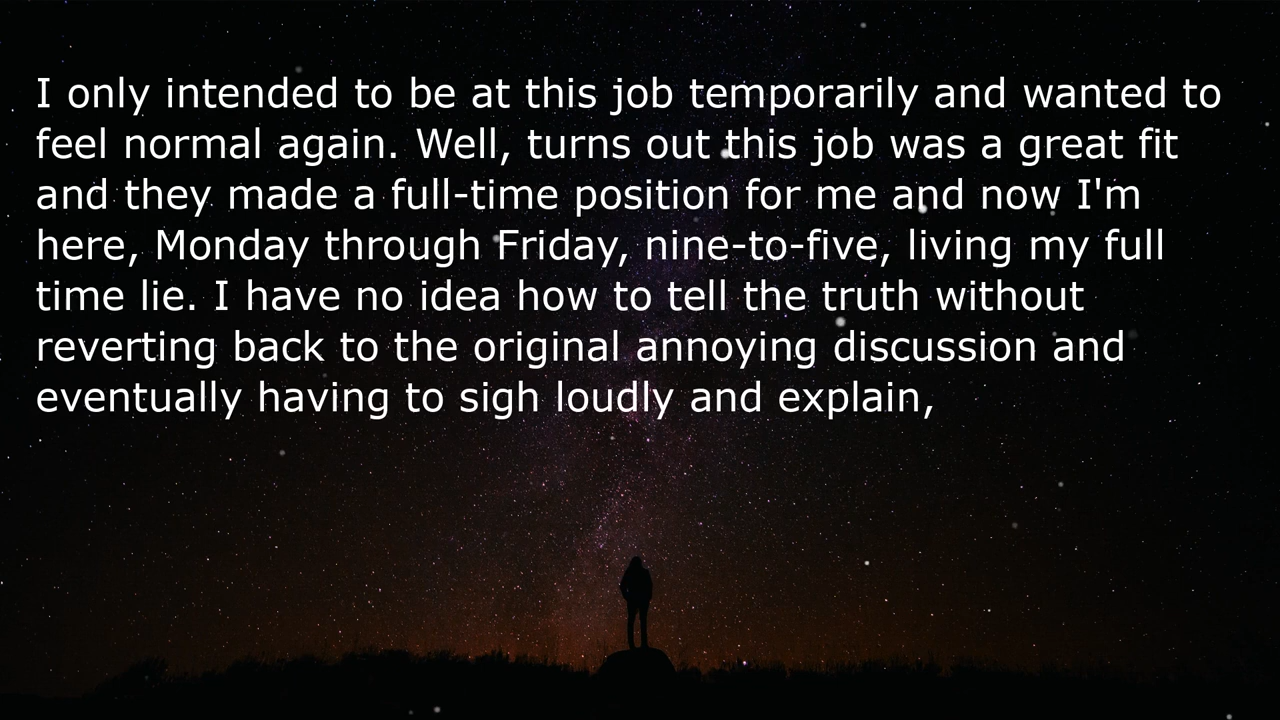 I only intended to be at this job temporarily and wanted to
feel normal again. Well, turns out this job was a great fit
and they made a full-time position for me and now I'm
here, Monday through Friday, nine-to-five, living my full
time lie. I have no idea how to tell the truth without
reverting back to the original annoying discussion and
eventually having to sigh loudly and explain,